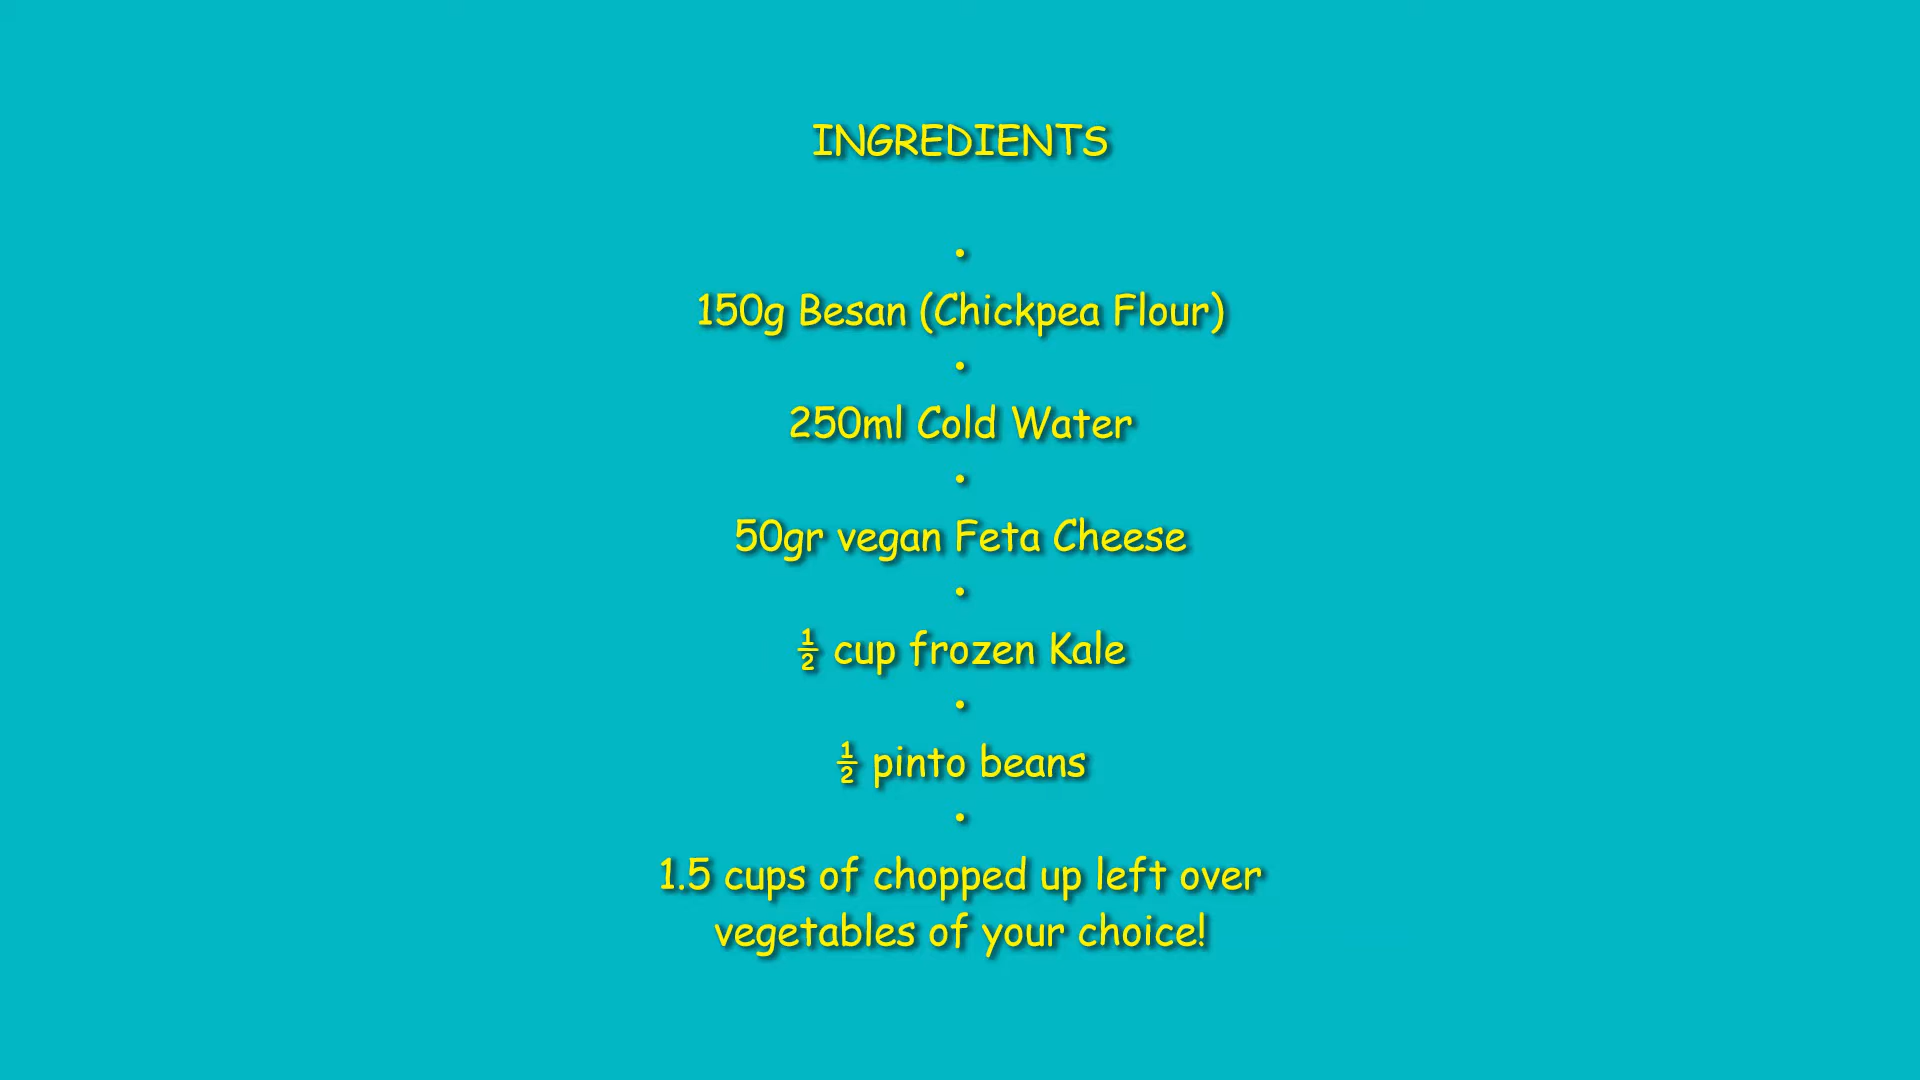 INGREDIENTS
•
150g Besan (Chickpea Flour)
•
250ml Cold Water
•
50gr vegan Feta Cheese
•
½ cup frozen Kale
•
½ pinto beans
•
1.5 cups of chopped up left over
vegetables of your choice!